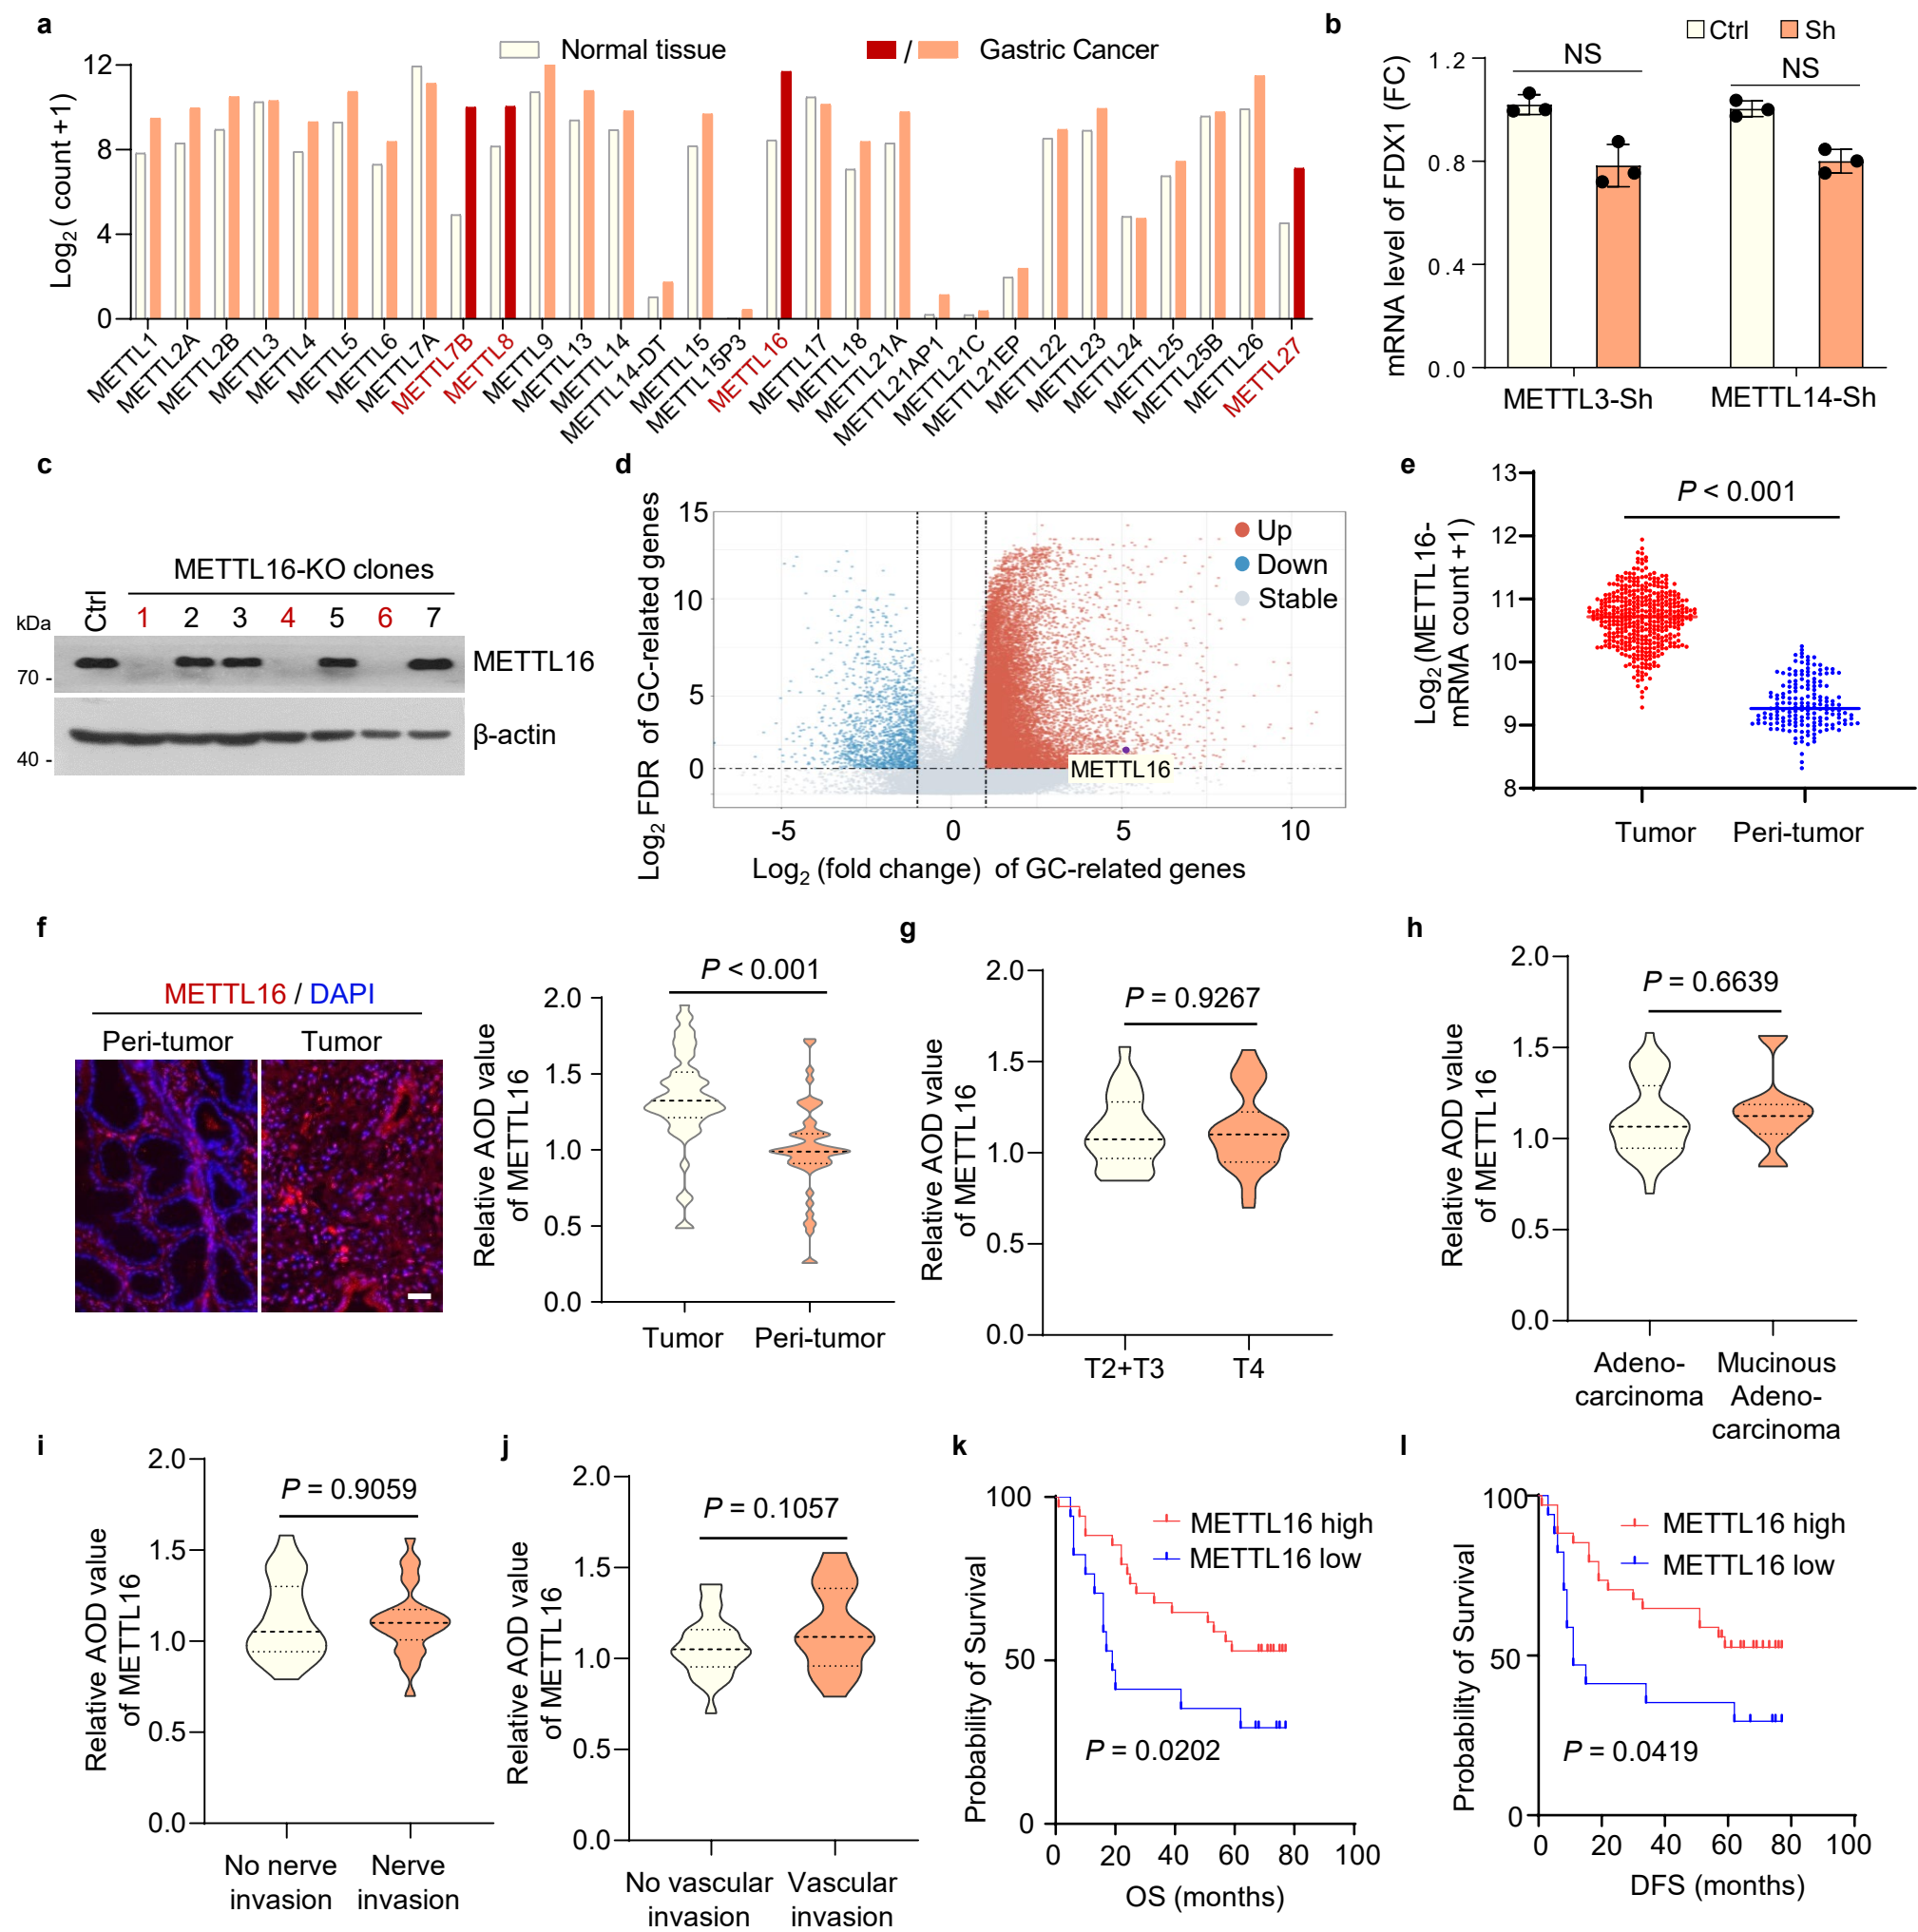 a
Normal tissue
/ Gastric Cancer
Log2 ( count +1)
12
8
4
0
METTL1
METTL2A
METTL2B
METTL3
METTL4
METTL5
METTL6
METTL7A
METTL7B
METTL8
METTL9
METTL13
METTL14
METTL14-DT
METTL15
METTL15P3
METTL16
METTL17
METTL18
METTL21A
METTL21AP1
METTL21C
METTL21EP
METTL22
METTL23
METTL24
METTL25
METTL25B
METTL26
METTL27
b
Ctrl Sh
mRNA level of FDX1 (FC)
1.2
0.8
0.4
0.0
NS
NS
METTL3-Sh METTL14-Sh
c
METTL16-KO clones
kDa Ctrl 1 2 3 4 5 6 7
70 - METTL16
40 - β-actin
d
Log2 FDR of GC-related genes
15
10
5
0
Up
Down
Stable
METTL16
-5 0 5 10
Log2 (fold change) of GC-related genes
e
Log2 (METTL16-
mRMA count +1)
13
12
11
10
9
8
P < 0.001
Tumor Peri-tumor
f
METTL16 / DAPI
Peri-tumor Tumor
Relative AOD value
of METTL16
2.0
1.5
1.0
0.5
0.0
P < 0.001
Tumor Peri-tumor
g
Relative AOD value
of METTL16
2.0
1.5
1.0
0.5
0.0
P = 0.9267
T2+T3 T4
h
Relative AOD value
of METTL16
2.0
1.5
1.0
0.5
0.0
P = 0.6639
Adeno-
carcinoma
Mucinous
Adeno-
carcinoma
i
Relative AOD value
of METTL16
2.0
1.5
1.0
0.5
0.0
P = 0.9059
No nerve
invasion
Nerve
invasion
j
Relative AOD value
of METTL16
2.0
1.5
1.0
0.5
0.0
P = 0.1057
No vascular
invasion
Vascular
invasion
k
Probability of Survival
100
50
0
METTL16 high
METTL16 low
P = 0.0202
0 20 40 60 80 100
OS (months)
l
Probability of Survival
100
50
0
METTL16 high
METTL16 low
P = 0.0419
0 20 40 60 80 100
DFS (months)